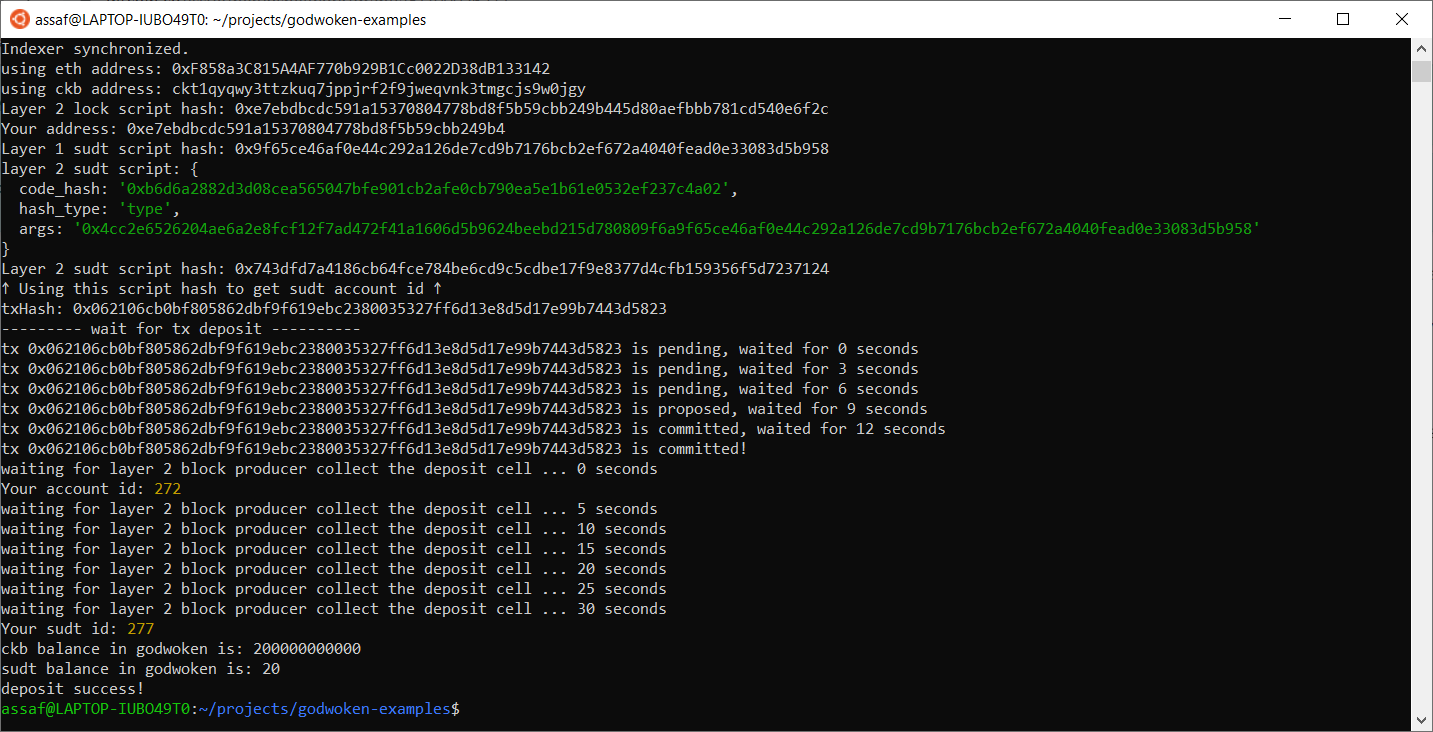 assaf@LAPTOP-IUBO49T0: ~/projects/godwoken-examples
Indexer synchronized.
using eth address: 0xF858a3C815A4AF770b929B1Cc0022D38dB133142
using ckb address: ckt1qyqwy3ttzkuq7jppjrf2f9jweqvnk3tmgcjs9w0jgy
Layer 2 lock script hash: 0xe7ebdbcdc591a15370804778bd8f5b59cbb249b445d80aefbbb781cd540e6f2c
Your address: 0xe7ebdbcdc591a15370804778bd8f5b59cbb249b4
Layer 1 sudt script hash: 0x9f65ce46af0e44c292a126de7cd9b7176bcb2ef672a4040fead0e33083d5b958
layer 2 sudt script: {
  code_hash: '0xb6d6a2882d3d08cea565047bfe901cb2afe0cb790ea5e1b61e0532ef237c4a02',
  hash_type: 'type',
  args: '0x4cc2e6526204ae6a2e8fcf12f7ad472f41a1606d5b9624beebd215d780809f6a9f65ce46af0e44c292a126de7cd9b7176bcb2ef672a4040fead0e33083d5b958'
}
Layer 2 sudt script hash: 0x743dfd7a4186cb64fce784be6cd9c5cdbe17f9e8377d4cfb159356f5d7237124
↑ Using this script hash to get sudt account id ↑
txHash: 0x062106cb0bf805862dbf9f619ebc2380035327ff6d13e8d5d17e99b7443d5823
--------- wait for tx deposit ----------
tx 0x062106cb0bf805862dbf9f619ebc2380035327ff6d13e8d5d17e99b7443d5823 is pending, waited for 0 seconds
tx 0x062106cb0bf805862dbf9f619ebc2380035327ff6d13e8d5d17e99b7443d5823 is pending, waited for 3 seconds
tx 0x062106cb0bf805862dbf9f619ebc2380035327ff6d13e8d5d17e99b7443d5823 is pending, waited for 6 seconds
tx 0x062106cb0bf805862dbf9f619ebc2380035327ff6d13e8d5d17e99b7443d5823 is proposed, waited for 9 seconds
tx 0x062106cb0bf805862dbf9f619ebc2380035327ff6d13e8d5d17e99b7443d5823 is committed, waited for 12 seconds
tx 0x062106cb0bf805862dbf9f619ebc2380035327ff6d13e8d5d17e99b7443d5823 is committed!
waiting for layer 2 block producer collect the deposit cell ... 0 seconds
Your account id: 272
waiting for layer 2 block producer collect the deposit cell ... 5 seconds
waiting for layer 2 block producer collect the deposit cell ... 10 seconds
waiting for layer 2 block producer collect the deposit cell ... 15 seconds
waiting for layer 2 block producer collect the deposit cell ... 20 seconds
waiting for layer 2 block producer collect the deposit cell ... 25 seconds
waiting for layer 2 block producer collect the deposit cell ... 30 seconds
Your sudt id: 277
ckb balance in godwoken is: 200000000000
sudt balance in godwoken is: 20
deposit success!
assaf@LAPTOP-IUBO49T0:~/projects/godwoken-examples$